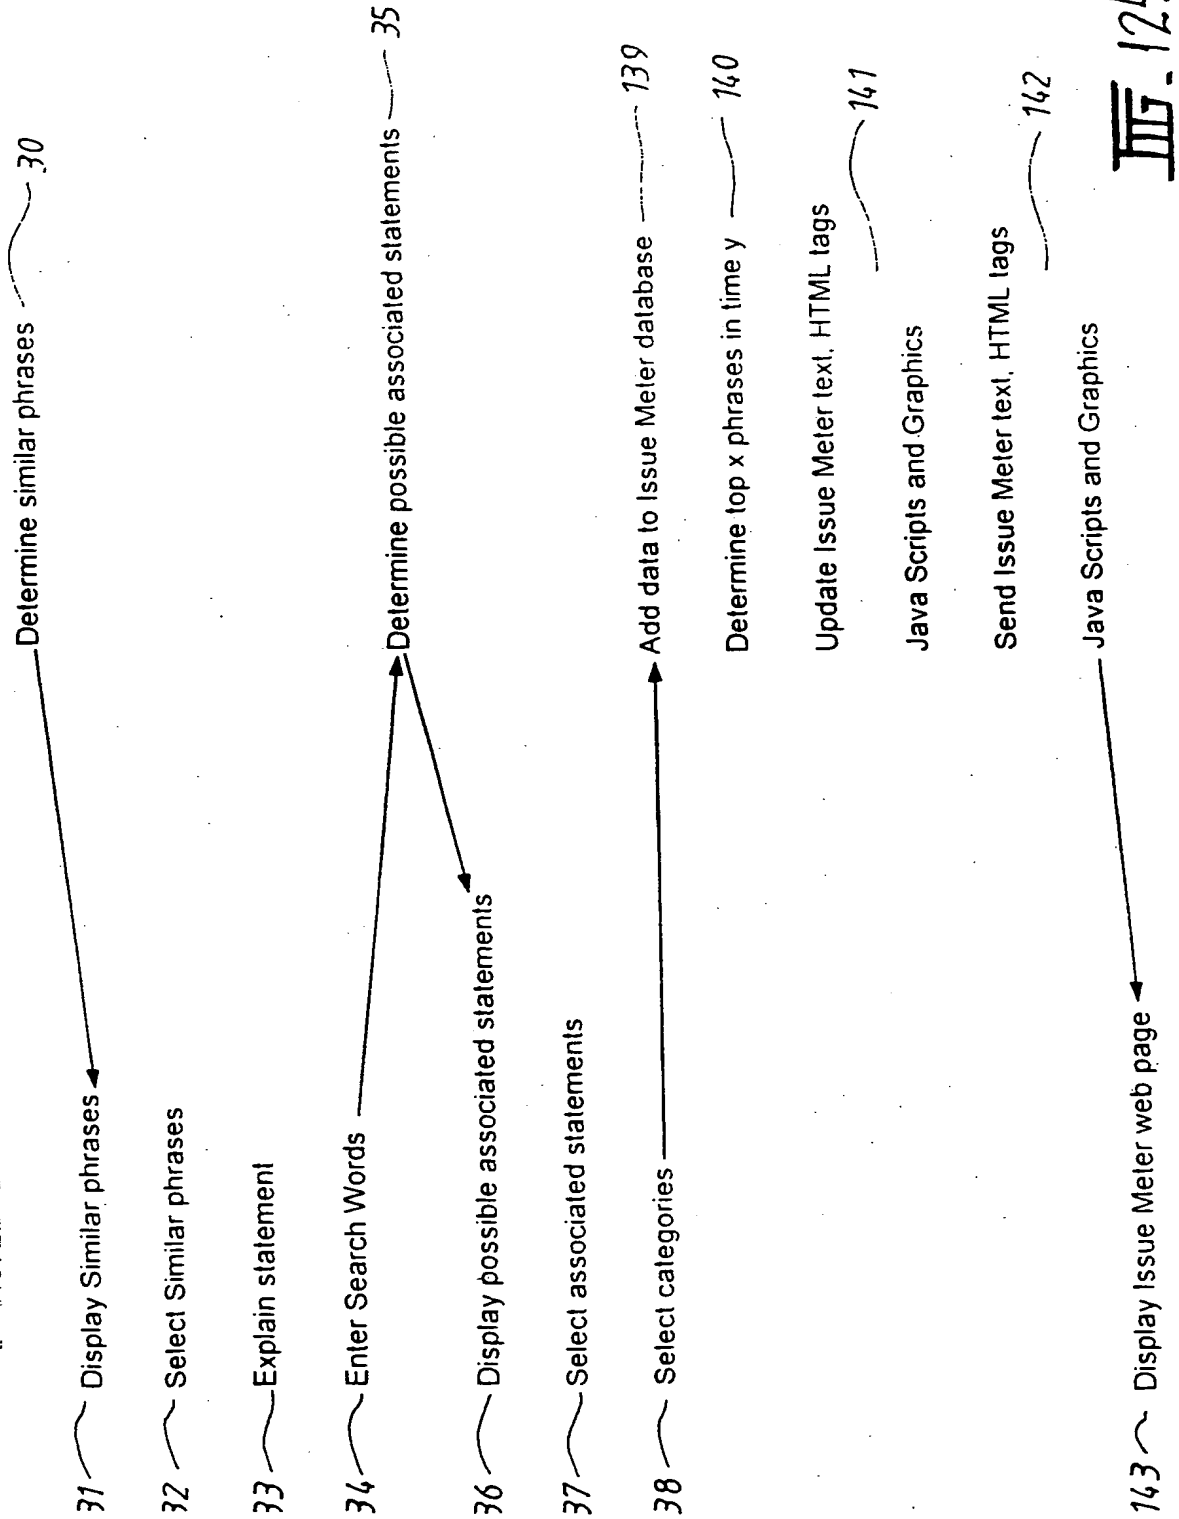 Determine similar phrases 30
31 Display Similar phrases
32 Select Similar phrases
33 Explain statement
34 Enter Search Words
Determine possible associated statements 35
36 Display possible associated statements
37 Select associated statements
38 Select categories
Add data to Issue Meter database 139
Determine top x phrases in time y 140
Update Issue Meter text, HTML tags 141
Java Scripts and Graphics
Send Issue Meter text, HTML tags 142
Java Scripts and Graphics
143 Display Issue Meter web page